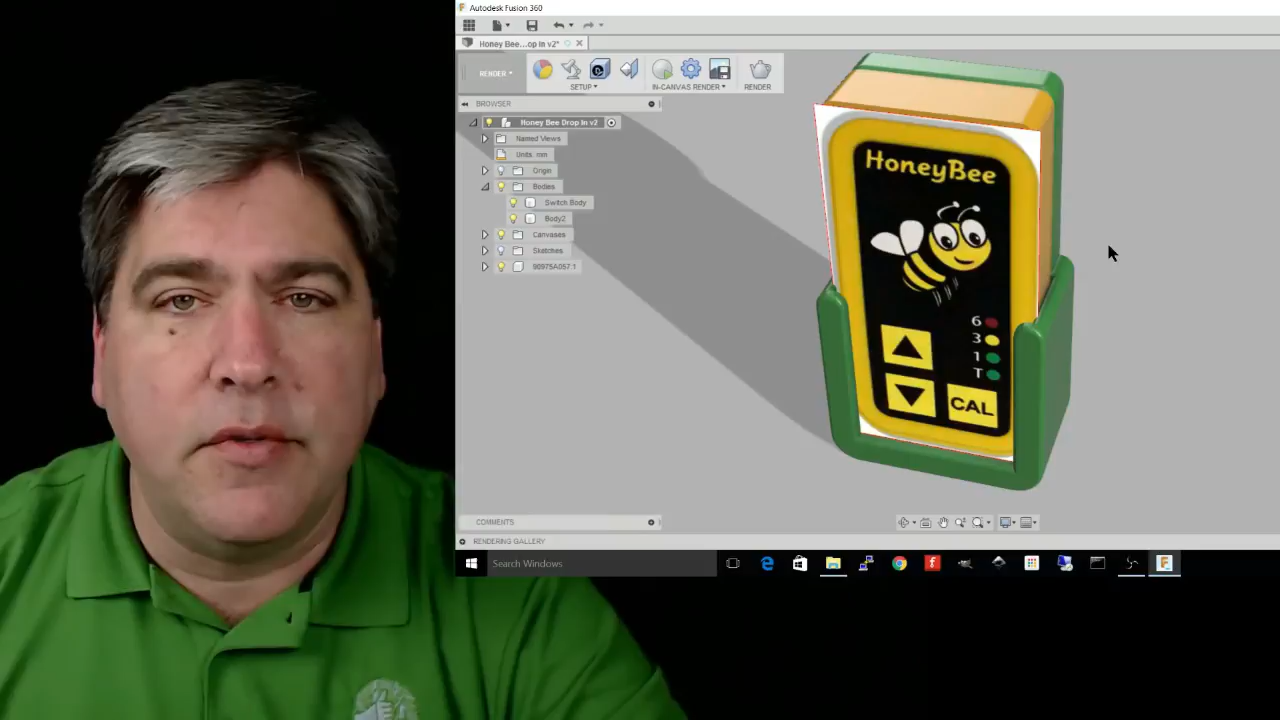 Autodesk Fusion 360
Honey Bee...op In v2*
RENDER
SETUP
IN-CANVAS RENDER
RENDER
BROWSER
Honey Bee Drop In v2
Named Views
Units: mm
Origin
Bodies
Switch Body
Body2
Canvases
Sketches
90975A057:1
HoneyBee
6
3
1
T
CAL
COMMENTS
RENDERING GALLERY
Search Windows